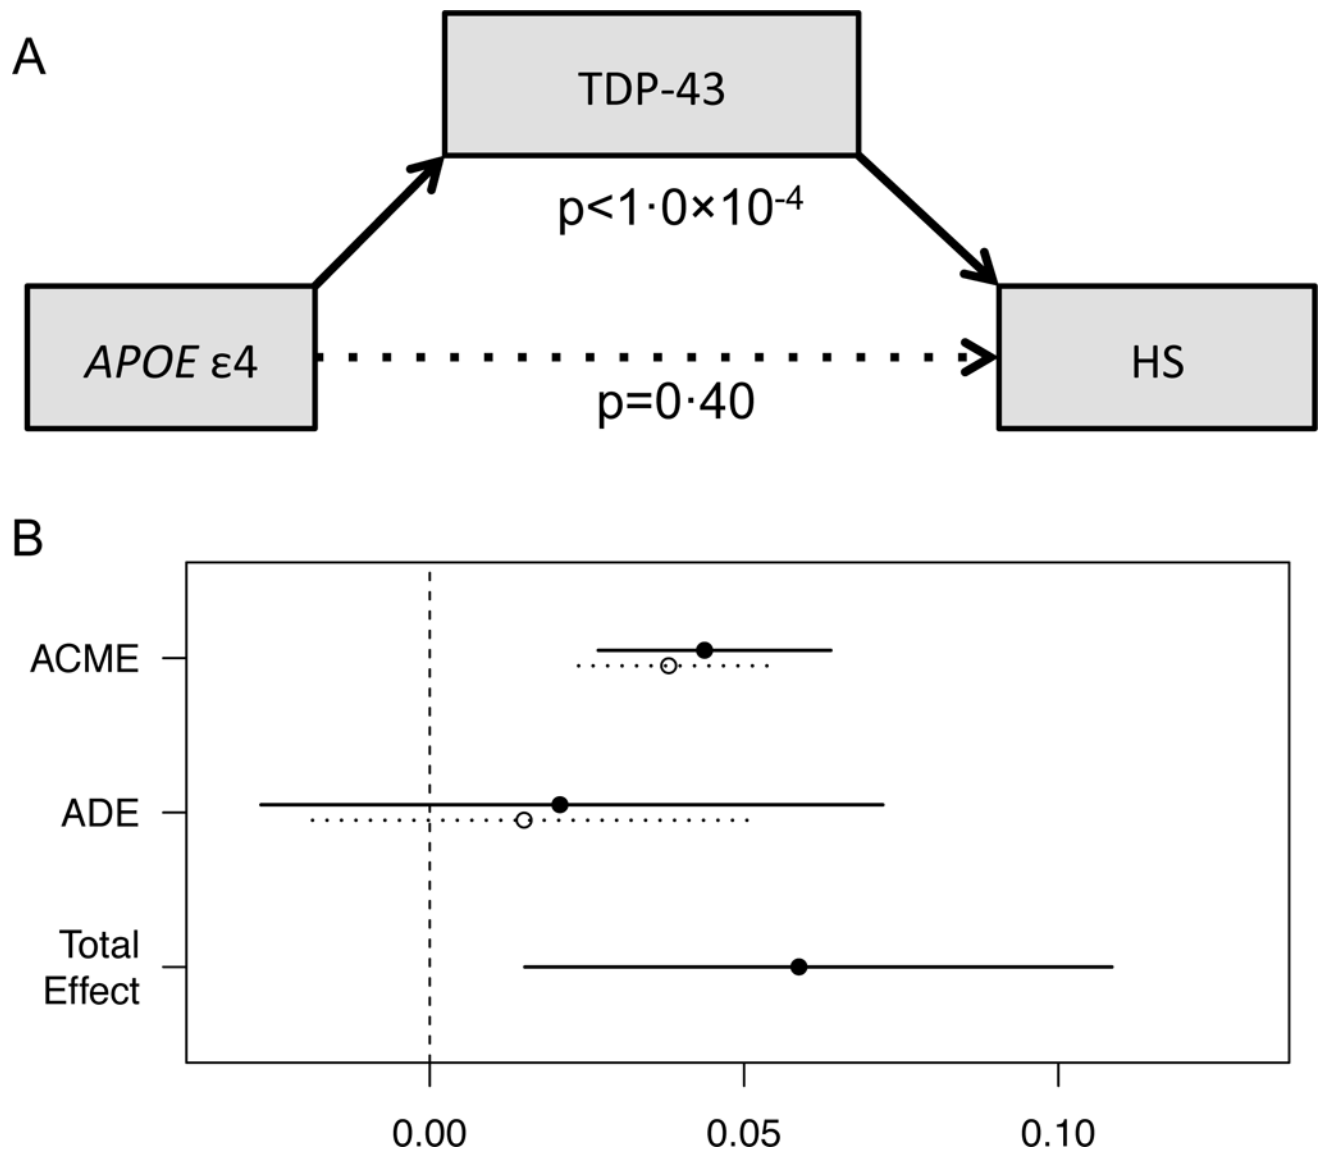 A
TDP-43
p<1·0×10-4
APOE ε4
HS
p=0·40
B
ACME
ADE
Total
Effect
0.00
0.05
0.10